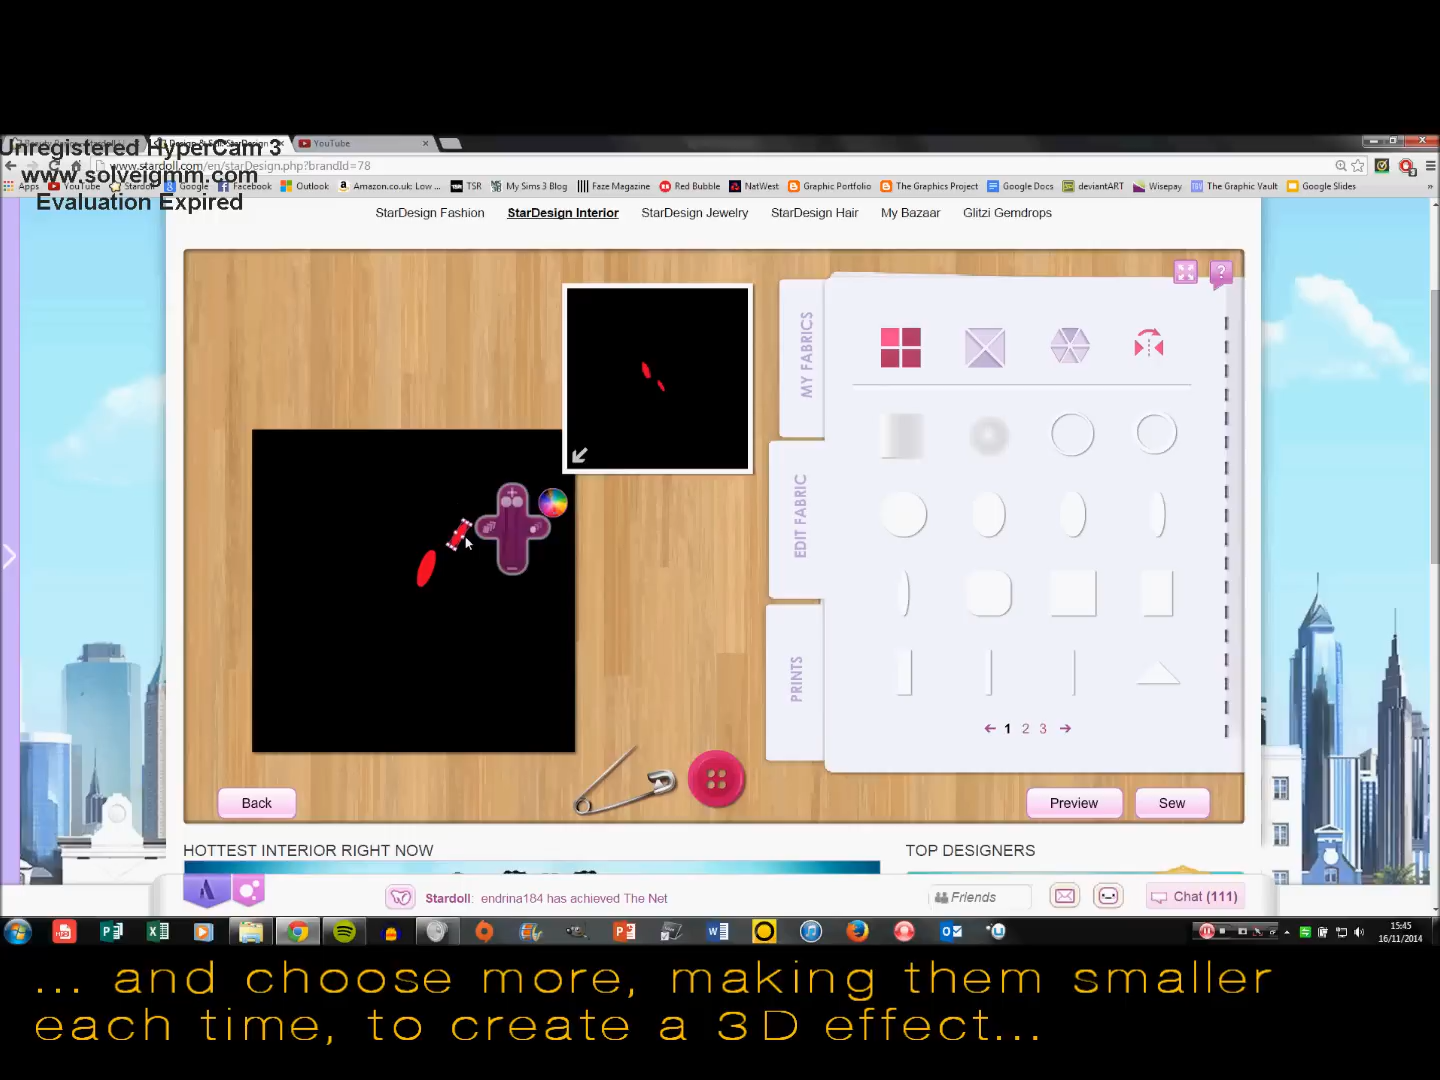 Unregistered HyperCam 3
www.solveigmm.com
Evaluation Expired
YouTube
www.stardoll.com/en/starDesign.php?brandId=78
Apps YouTube Stardoll Google Facebook Outlook Amazon.co.uk: Low ... TSR My Sims 3 Blog Faze Magazine Red Bubble NatWest Graphic Portfolio The Graphics Project Google Docs deviantART Wisepay The Graphic Vault Google Slides
StarDesign Fashion StarDesign Interior StarDesign Jewelry StarDesign Hair My Bazaar Glitzi Gemdrops
?
MY FABRICS
EDIT FABRIC
PRINTS
1 2 3
Back
Preview
Sew
HOTTEST INTERIOR RIGHT NOW
TOP DESIGNERS
Stardoll: endrina184 has achieved The Net
Friends
Chat (111)
15:45
16/11/2014
... and choose more, making them smaller
each time, to create a 3D effect...